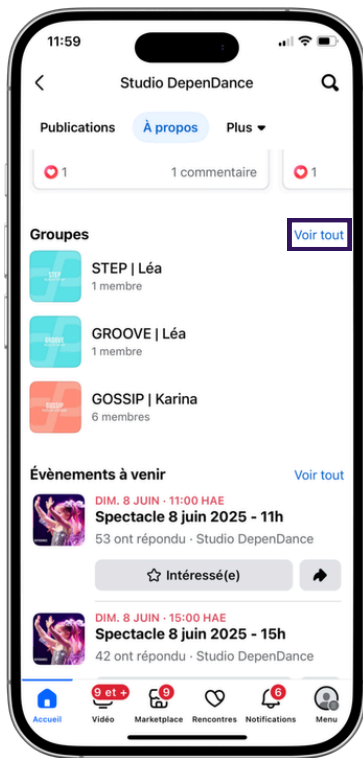 11:59
Studio DepenDance
Publications À propos Plus
1 1 commentaire 1
Groupes Voir tout
STEP | Léa
1 membre
GROOVE | Léa
1 membre
GOSSIP | Karina
6 membres
Évènements à venir Voir tout
DIM. 8 JUIN · 11:00 HAE
Spectacle 8 juin 2025 - 11h
53 ont répondu · Studio DepenDance
Intéressé(e)
DIM. 8 JUIN · 15:00 HAE
Spectacle 8 juin 2025 - 15h
42 ont répondu · Studio DepenDance
9 et + 9 6
Accueil Vidéo Marketplace Rencontres Notifications Menu